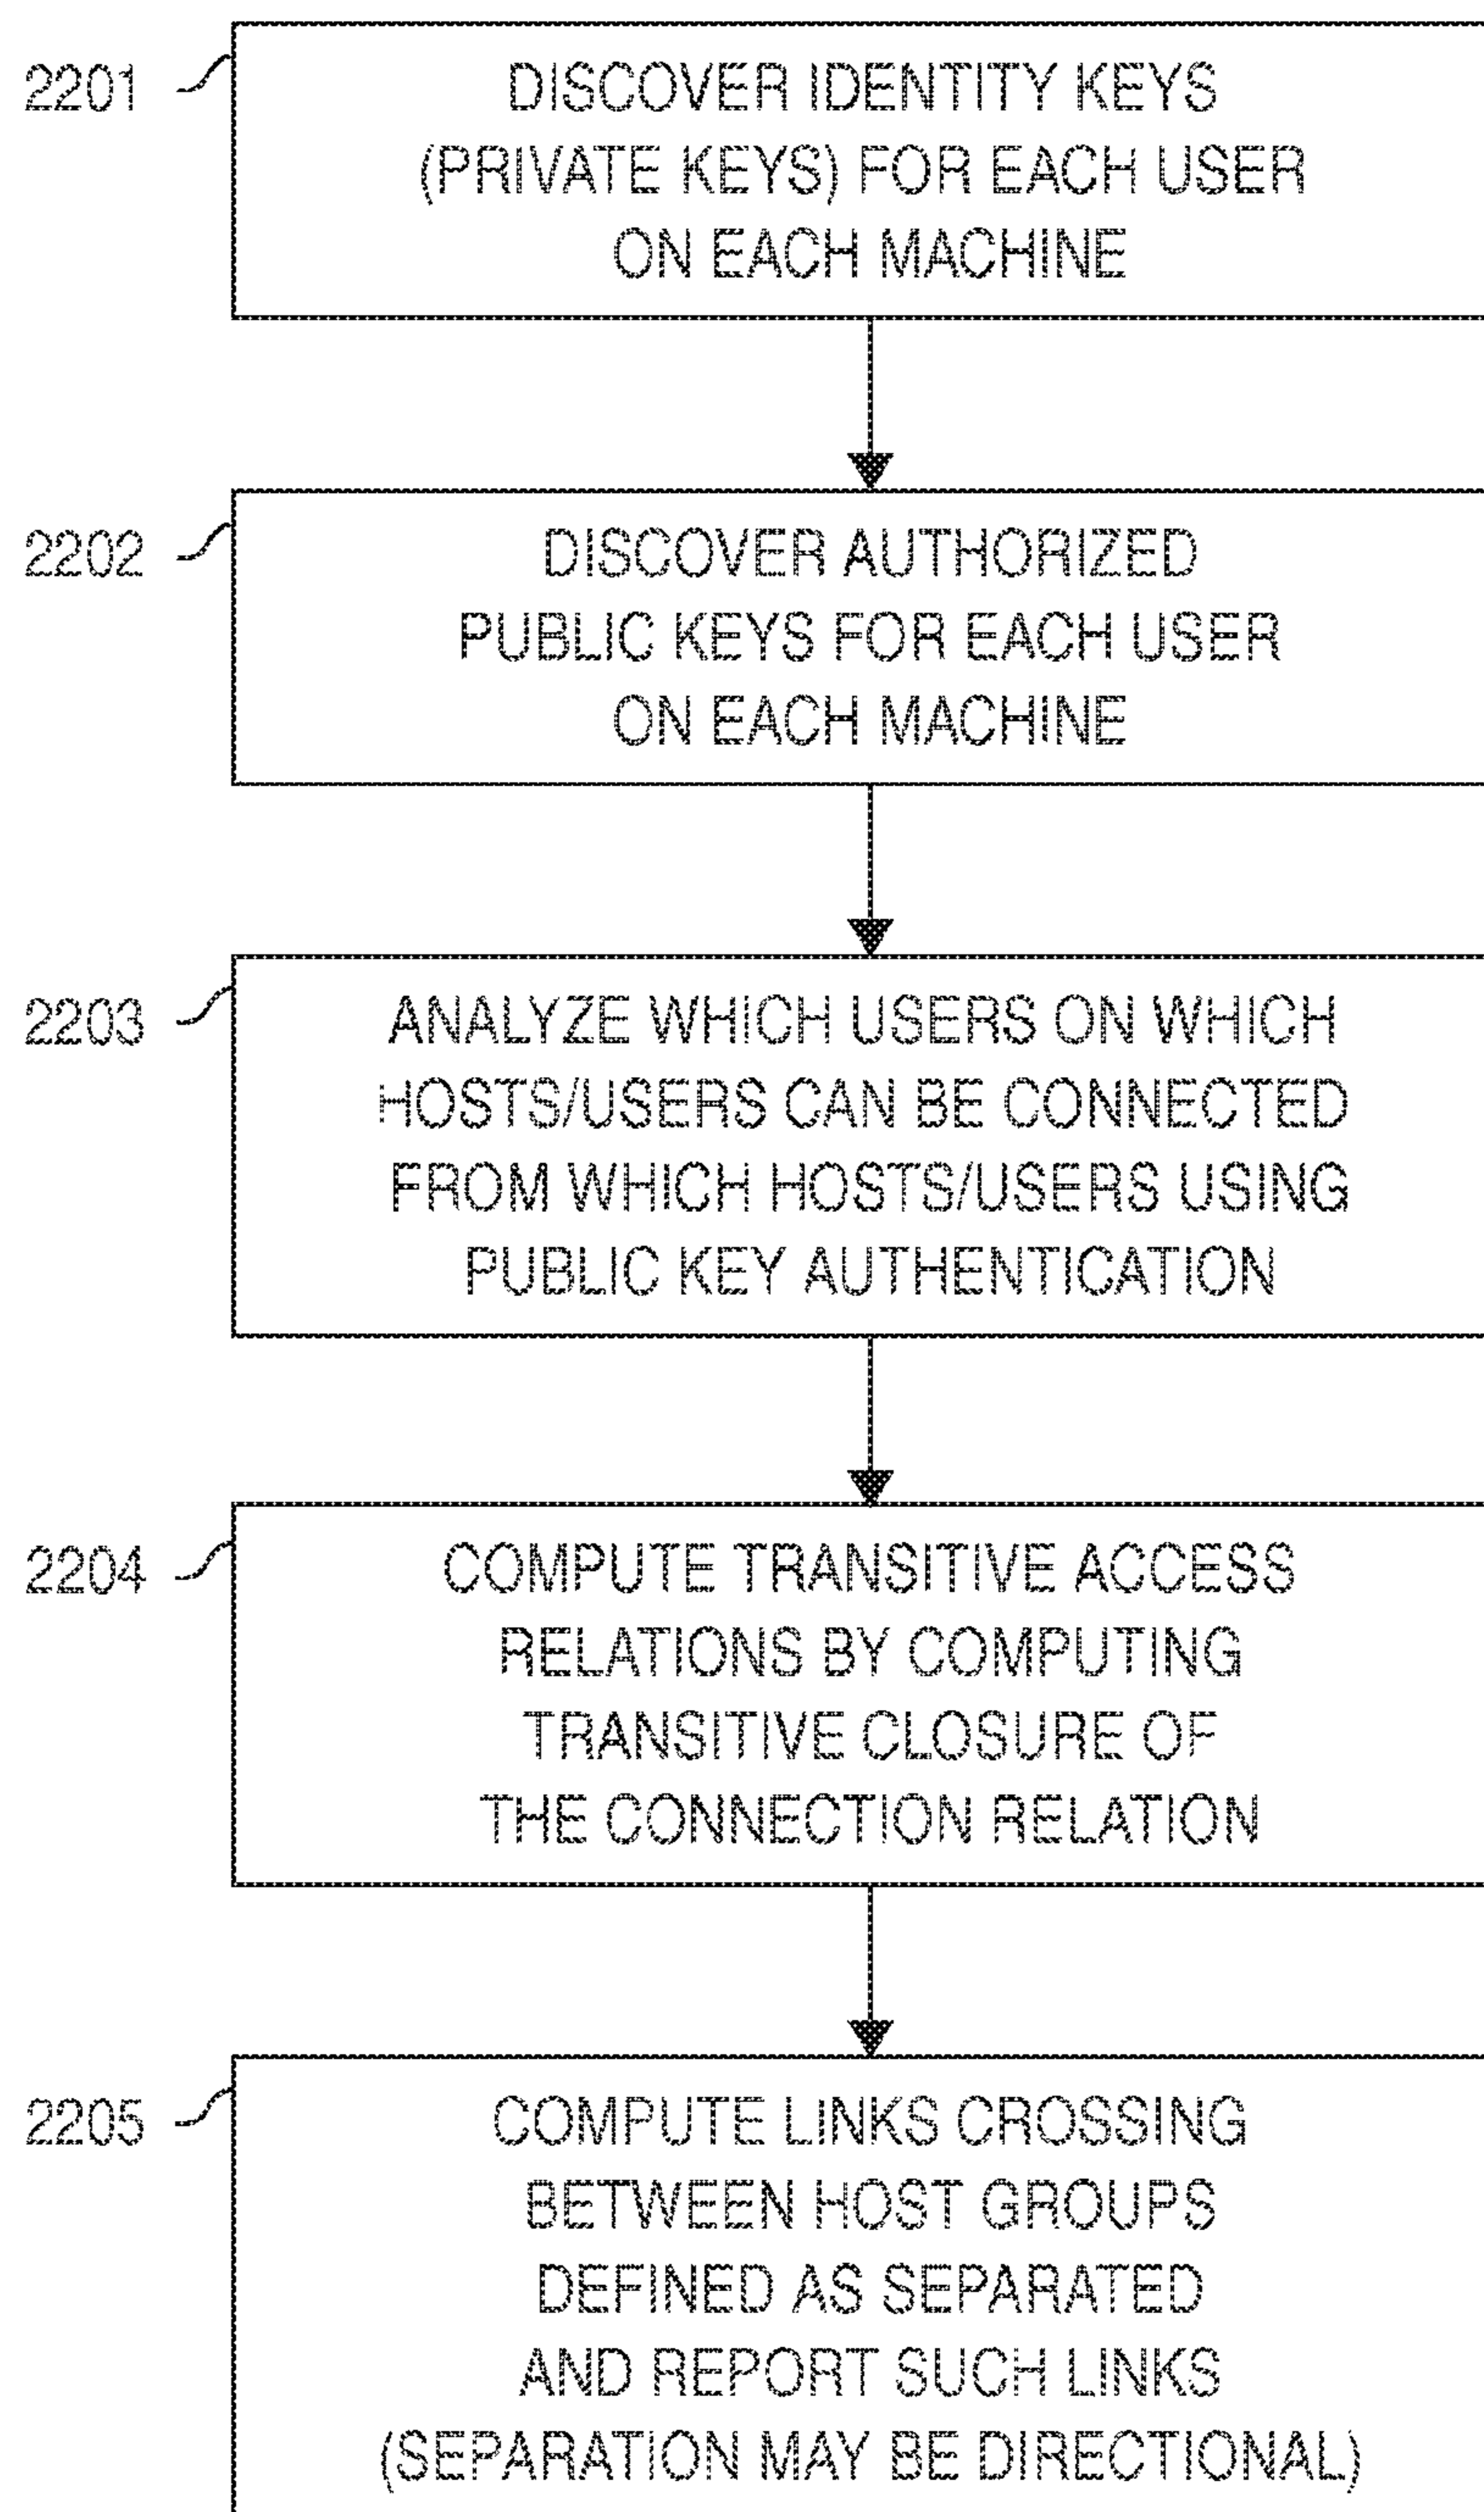 2201
DISCOVER IDENTITY KEYS
(PRIVATE KEYS) FOR EACH USER
ON EACH MACHINE
2202
DISCOVER AUTHORIZED
PUBLIC KEYS FOR EACH USER
ON EACH MACHINE
2203
ANALYZE WHICH USERS ON WHICH
HOSTS/USERS CAN BE CONNECTED
FROM WHICH HOSTS/USERS USING
PUBLIC KEY AUTHENTICATION
2204
COMPUTE TRANSITIVE ACCESS
RELATIONS BY COMPUTING
TRANSITIVE CLOSURE OF
THE CONNECTION RELATION
2205
COMPUTE LINKS CROSSING
BETWEEN HOST GROUPS
DEFINED AS SEPARATED
AND REPORT SUCH LINKS
(SEPARATION MAY BE DIRECTIONAL)